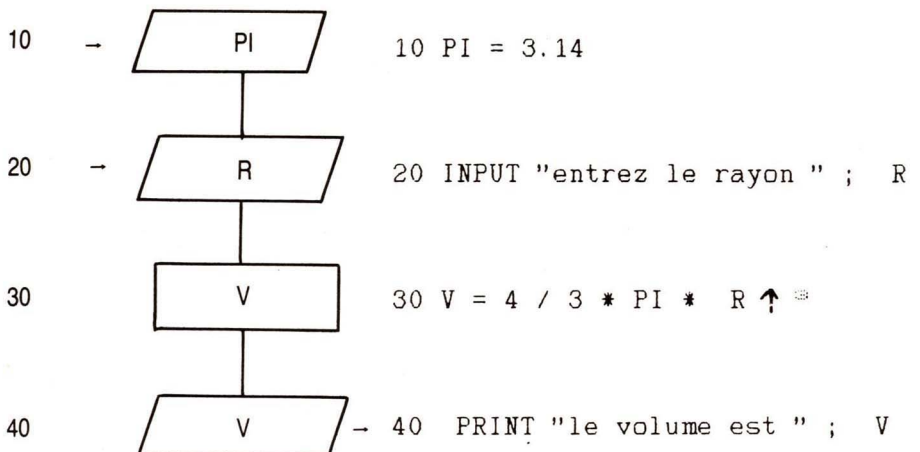 10 → PI 10 PI = 3.14
20 → R 20 INPUT "entrez le rayon " ; R
30 V 30 V = 4 / 3 * PI * R ↑
40 V → 40 PRINT "le volume est " ; V